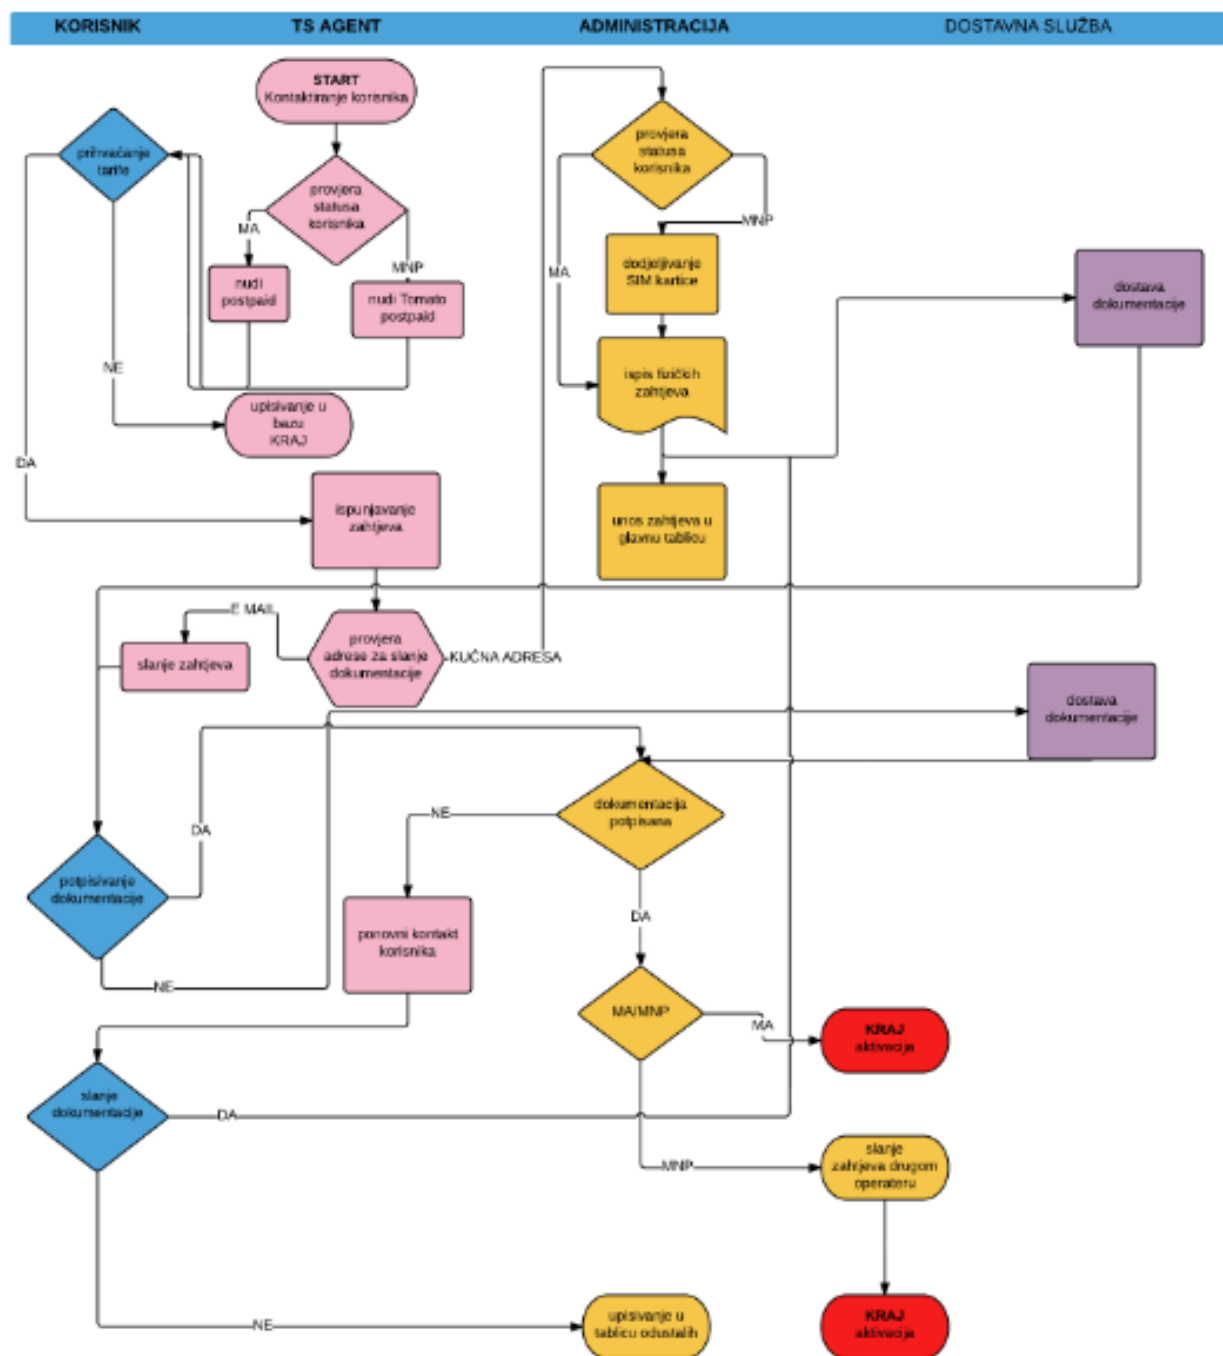 KORISNIK
TS AGENT
ADMINISTRACIJA
DOSTAVNA SLUŽBA
START
Kontaktiranje korisnika
prihvaćanje
tarife
provjera
statusa
korisnika
MA
MNP
nudi
postpaid
nudi Tomato
postpaid
NE
upisivanje u
bazu
KRAJ
DA
ispunjavanje
zahtjeva
provjera
statusa
korisnika
MNP
MA
dodjeljivanje
SIM kartice
ispis fizičkih
zahtjeva
unos zahtjeva u
glavnu tablicu
dostava
dokumentacije
E MAIL
slanje zahtjeva
provjera
adrese za slanje
dokumentacije
KUĆNA ADRESA
dostava
dokumentacije
dokumentacija
potpisana
NE
DA
potpisivanje
dokumentacije
ponovni kontakt
korisnika
DA
NE
MA/MNP
MA
KRAJ
aktivacija
slanje
dokumentacije
DA
MNP
slanje
zahtjeva drugom
operateru
NE
upisivanje u
tablicu odustalih
KRAJ
aktivacija